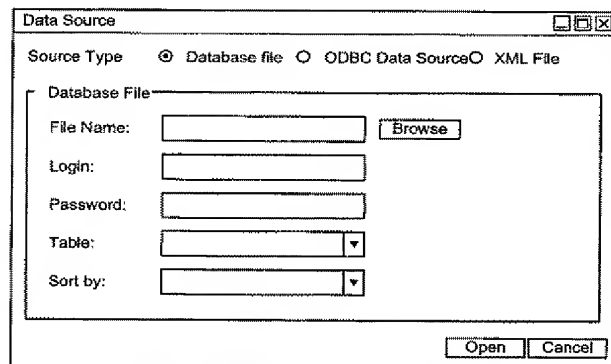 Data Source
Source Type Database file ODBC Data Source XML File
Database File
File Name: Browse
Login:
Password:
Table:
Sort by:
Open Cancel